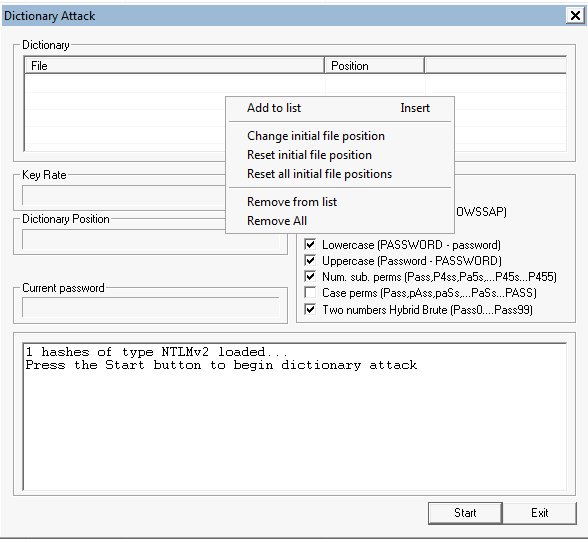 Dictionary Attack
Dictionary
File Position
Add to list Insert
Change initial file position
Reset initial file position
Reset all initial file positions
Remove from list
Remove All
Key Rate
OWSSAP)
Dictionary Position
Lowercase (PASSWORD - password)
Uppercase (Password - PASSWORD)
Num. sub. perms (Pass,P4ss,Pa5s,...P45s...P455)
Case perms (Pass,pAss,paSs,...PaSs...PASS)
Two numbers Hybrid Brute (Pass0....Pass99)
Current password
1 hashes of type NTLMv2 loaded...
Press the Start button to begin dictionary attack
Start Exit